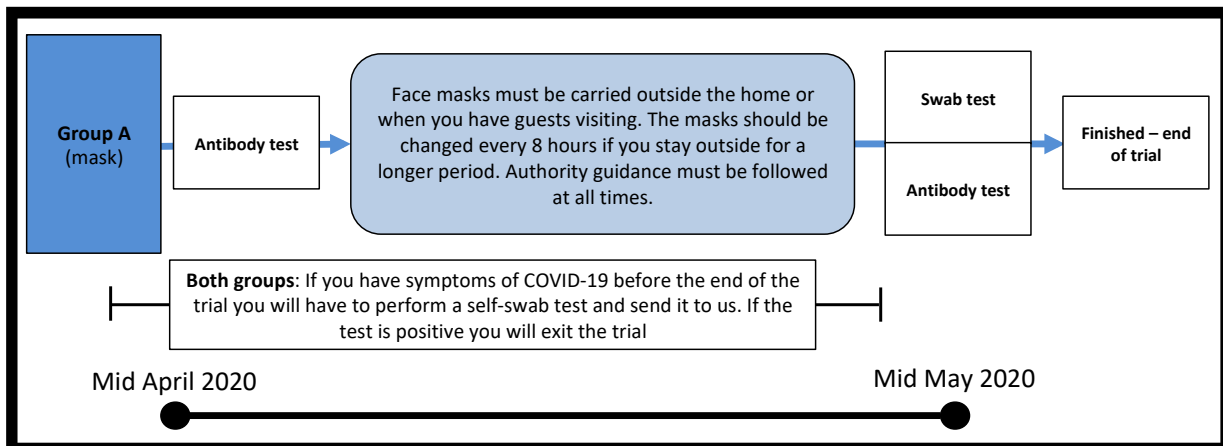 Group A
(mask)
Antibody test
Face masks must be carried outside the home or
when you have guests visiting. The masks should be
changed every 8 hours if you stay outside for a
longer period. Authority guidance must be followed
at all times.
Swab test
Antibody test
Finished – end
of trial
Both groups: If you have symptoms of COVID-19 before the end of the
trial you will have to perform a self-swab test and send it to us. If the
test is positive you will exit the trial
Mid April 2020
Mid May 2020